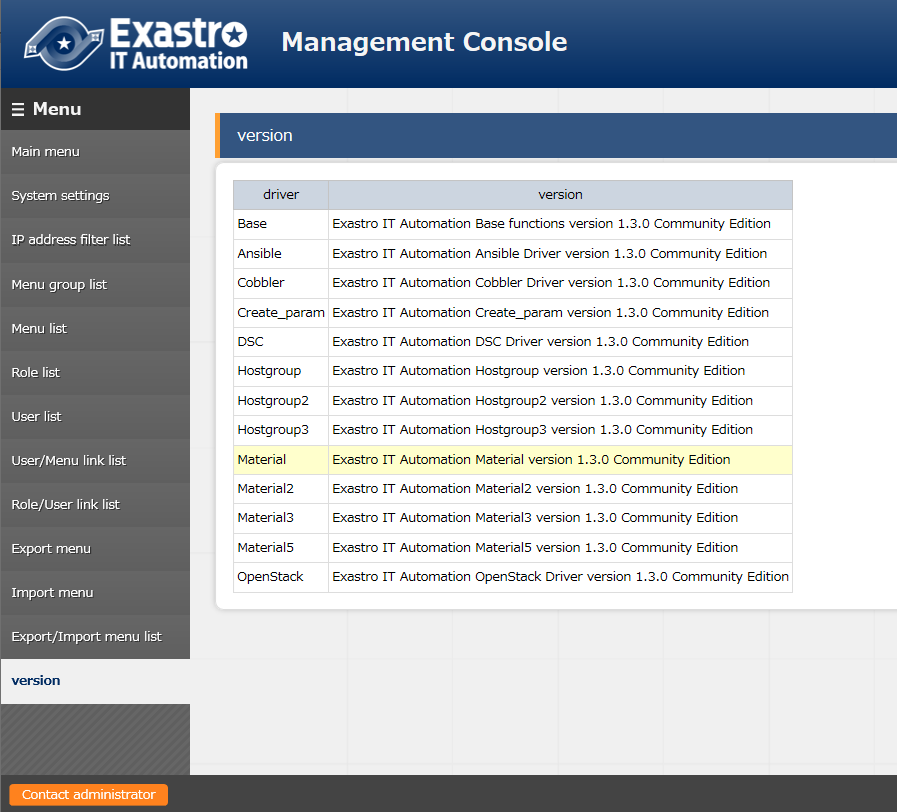 Exastro
IT Automation
Management Console
Menu
Main menu
System settings
IP address filter list
Menu group list
Menu list
Role list
User list
User/Menu link list
Role/User link list
Export menu
Import menu
Export/Import menu list
version
version
driver version
Base Exastro IT Automation Base functions version 1.3.0 Community Edition
Ansible Exastro IT Automation Ansible Driver version 1.3.0 Community Edition
Cobbler Exastro IT Automation Cobbler Driver version 1.3.0 Community Edition
Create_param Exastro IT Automation Create_param version 1.3.0 Community Edition
DSC Exastro IT Automation DSC Driver version 1.3.0 Community Edition
Hostgroup Exastro IT Automation Hostgroup version 1.3.0 Community Edition
Hostgroup2 Exastro IT Automation Hostgroup2 version 1.3.0 Community Edition
Hostgroup3 Exastro IT Automation Hostgroup3 version 1.3.0 Community Edition
Material Exastro IT Automation Material version 1.3.0 Community Edition
Material2 Exastro IT Automation Material2 version 1.3.0 Community Edition
Material3 Exastro IT Automation Material3 version 1.3.0 Community Edition
Material5 Exastro IT Automation Material5 version 1.3.0 Community Edition
OpenStack Exastro IT Automation OpenStack Driver version 1.3.0 Community Edition
Contact administrator